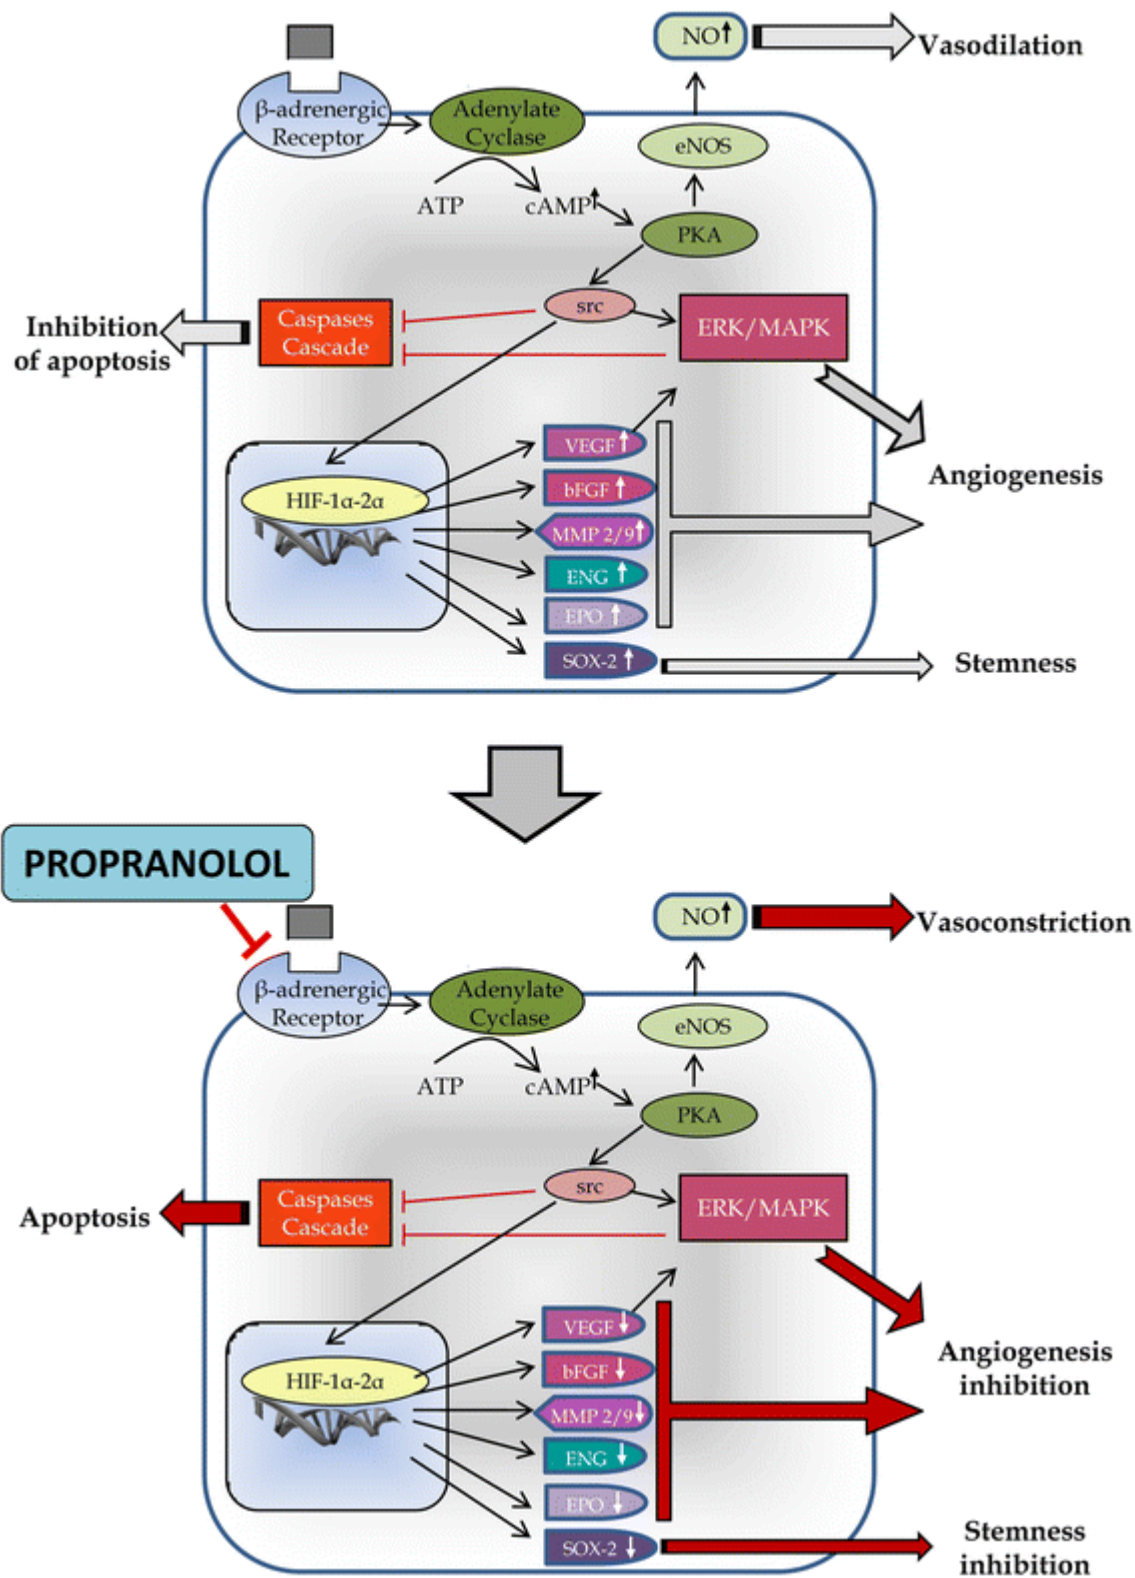 NO
Vasodilation
β-adrenergic
Receptor
Adenylate
Cyclase
eNOS
ATP
cAMP
PKA
src
Caspases
Cascade
ERK/MAPK
Inhibition
of apoptosis
VEGF
bFGF
MMP 2/9
ENG
EPO
SOX-2
HIF-1α-2α
Angiogenesis
Stemness
PROPRANOLOL
NO
Vasoconstriction
β-adrenergic
Receptor
Adenylate
Cyclase
eNOS
ATP
cAMP
PKA
src
Caspases
Cascade
ERK/MAPK
Apoptosis
VEGF
bFGF
MMP 2/9
ENG
EPO
SOX-2
HIF-1α-2α
Angiogenesis
inhibition
Stemness
inhibition